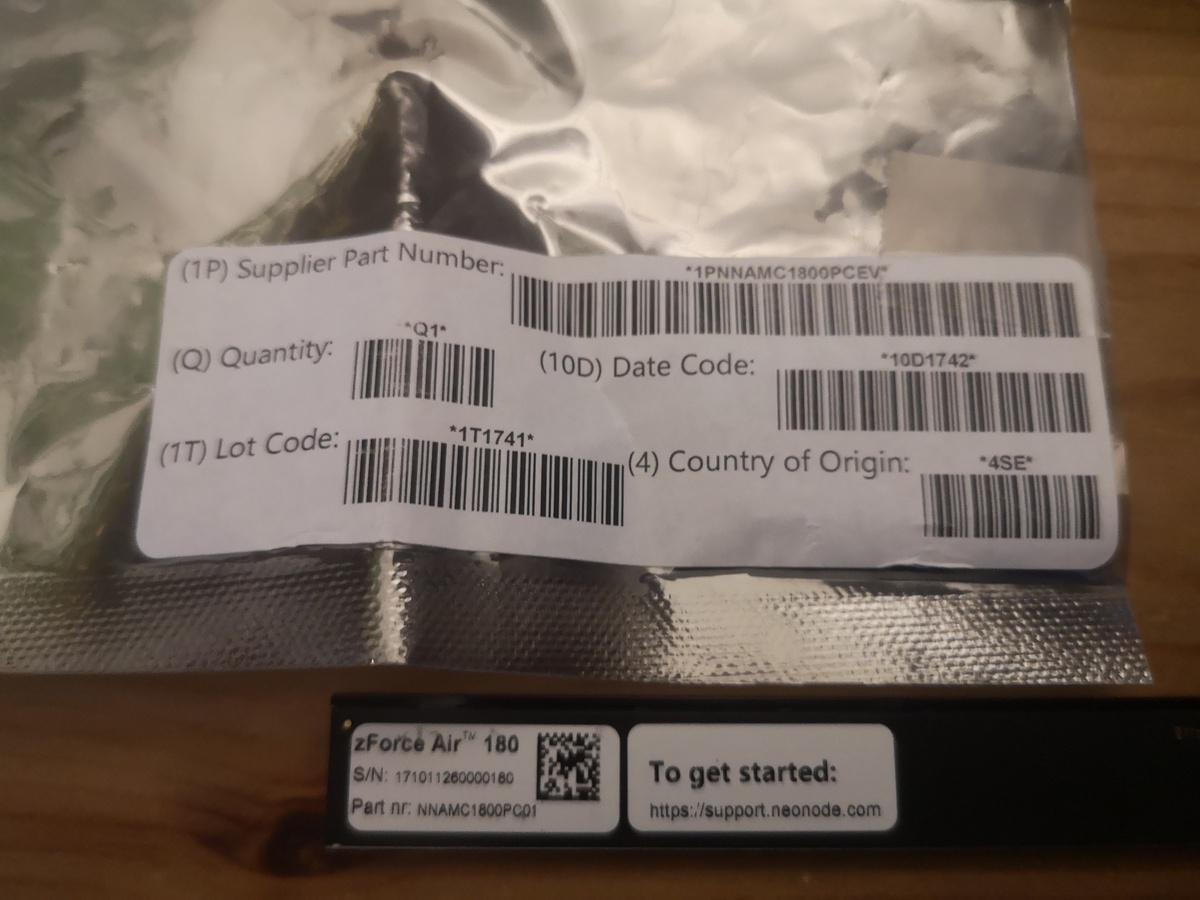 (1P) Supplier Part Number:
*1PNNAMC1800PCEV*
(Q) Quantity:
*Q1*
(10D) Date Code:
*10D1742*
(1T) Lot Code:
*1T1741*
(4) Country of Origin:
*4SE*
zForce Air™ 180
S/N: 171011260000180
Part nr: NNAMC1800PC01
To get started:
https://support.neonode.com